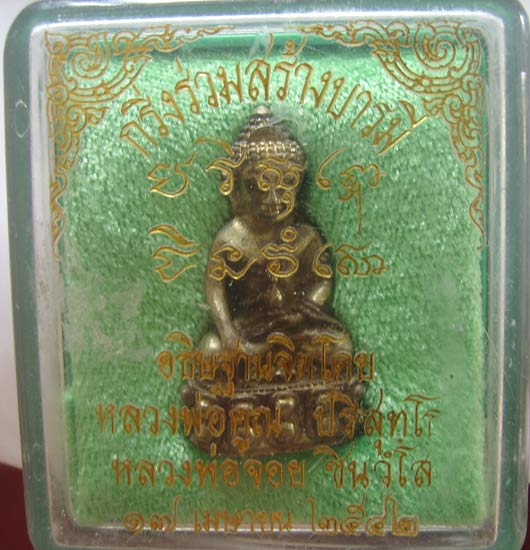 กริ่งร่วมสร้างบารมี
อธิษฐานจิตโดย
หลวงพ่อคูณ ปริสุทฺโธ
หลวงพ่อจอย ชินวํโส
๑๗ เมษายน ๒๕๔๒